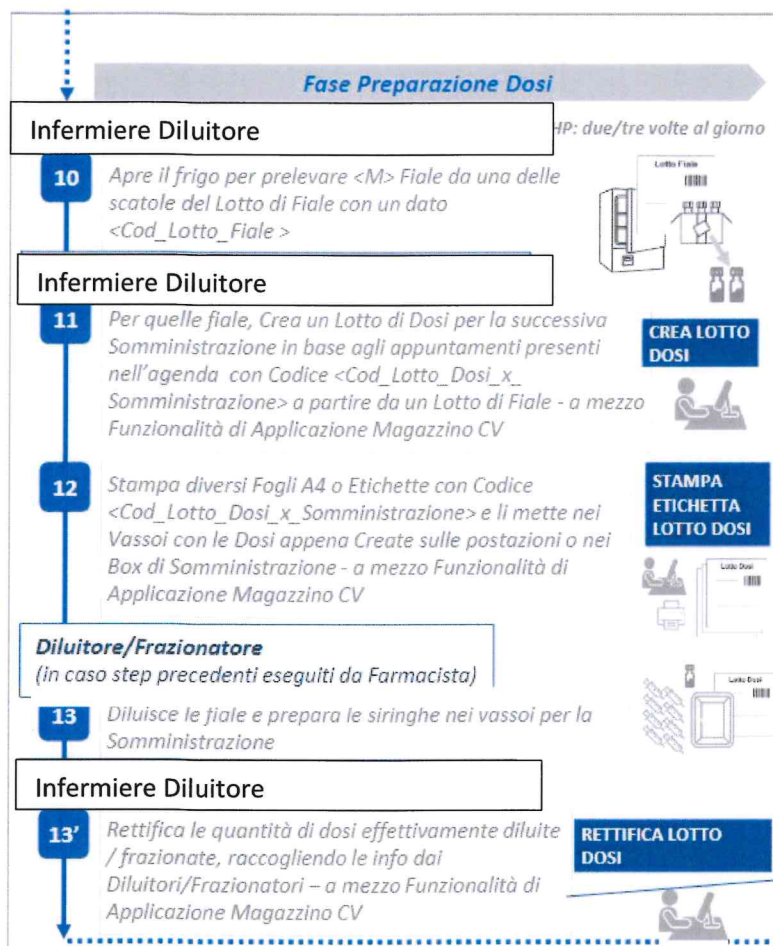 Fase Preparazione Dosi
Infermiere Diluitore
HP: due/tre volte al giorno
10
Apre il frigo per prelevare <M> Fiale da una delle
scatole del Lotto di Fiale con un dato
<Cod_Lotto_Fiale >
Lotto Fiale
Infermiere Diluitore
11
Per quelle fiale, Crea un Lotto di Dosi per la successiva
Somministrazione in base agli appuntamenti presenti
nell'agenda con Codice <Cod_Lotto_Dosi_x_
Somministrazione> a partire da un Lotto di Fiale - a mezzo
Funzionalità di Applicazione Magazzino CV
CREA LOTTO
DOSI
12
Stampa diversi Fogli A4 o Etichette con Codice
<Cod_Lotto_Dosi_x_Somministrazione> e li mette nei
Vassoi con le Dosi appena Create sulle postazioni o nei
Box di Somministrazione - a mezzo Funzionalità di
Applicazione Magazzino CV
STAMPA
ETICHETTA
LOTTO DOSI
Lotto Dosi
Diluitore/Frazionatore
(in caso step precedenti eseguiti da Farmacista)
13
Diluisce le fiale e prepara le siringhe nei vassoi per la
Somministrazione
Lotto Dosi
Infermiere Diluitore
13'
Rettifica le quantità di dosi effettivamente diluite
/ frazionate, raccogliendo le info dai
Diluitori/Frazionatori – a mezzo Funzionalità di
Applicazione Magazzino CV
RETTIFICA LOTTO
DOSI